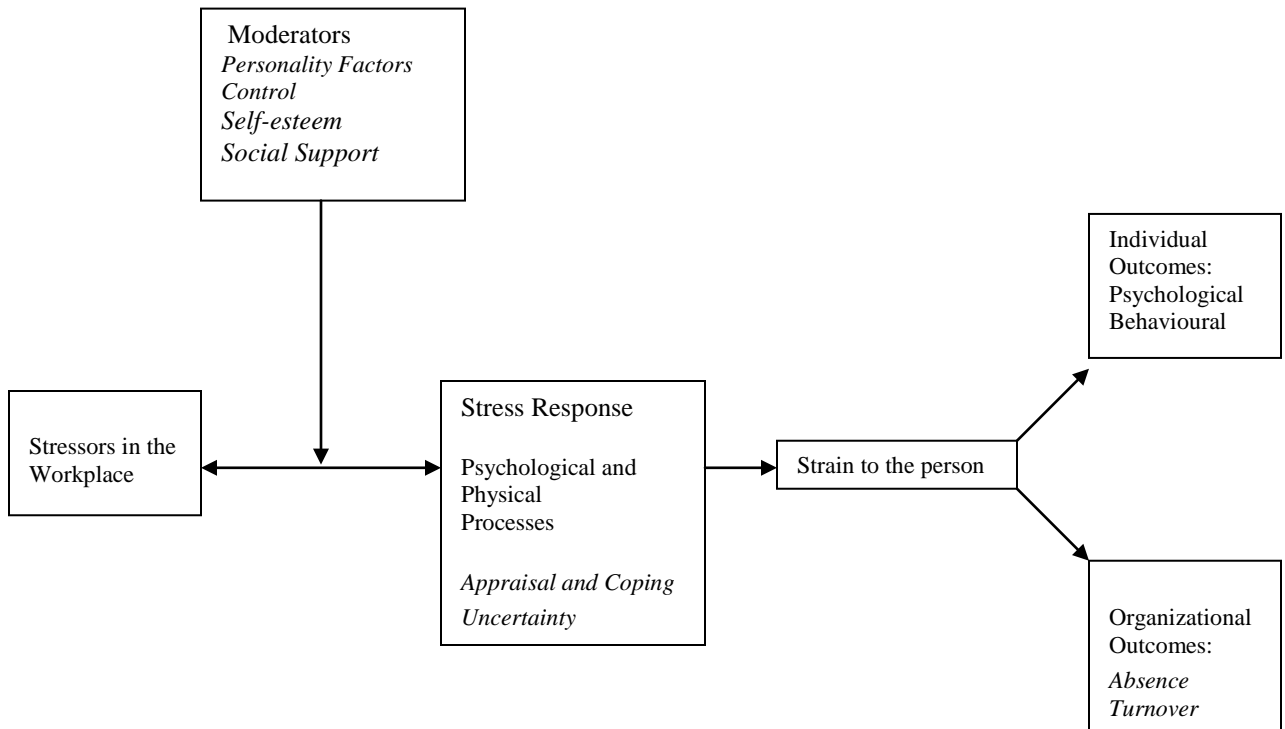 Moderators
Personality Factors
Control
Self-esteem
Social Support
Individual
Outcomes:
Psychological
Behavioural
Stressors in the
Workplace
Stress Response
Psychological and
Physical
Processes
Appraisal and Coping
Uncertainty
Strain to the person
Organizational
Outcomes:
Absence
Turnover